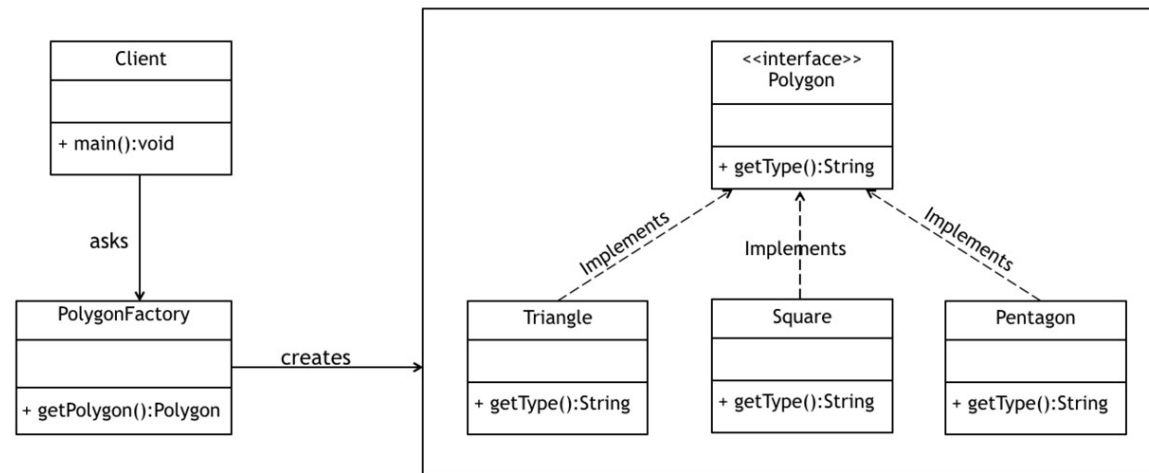 Client
+ main():void
asks
PolygonFactory
+ getPolygon():Polygon
creates
<<interface>>
Polygon
+ getType():String
Implements
Implements
Implements
Triangle
+ getType():String
Square
+ getType():String
Pentagon
+ getType():String